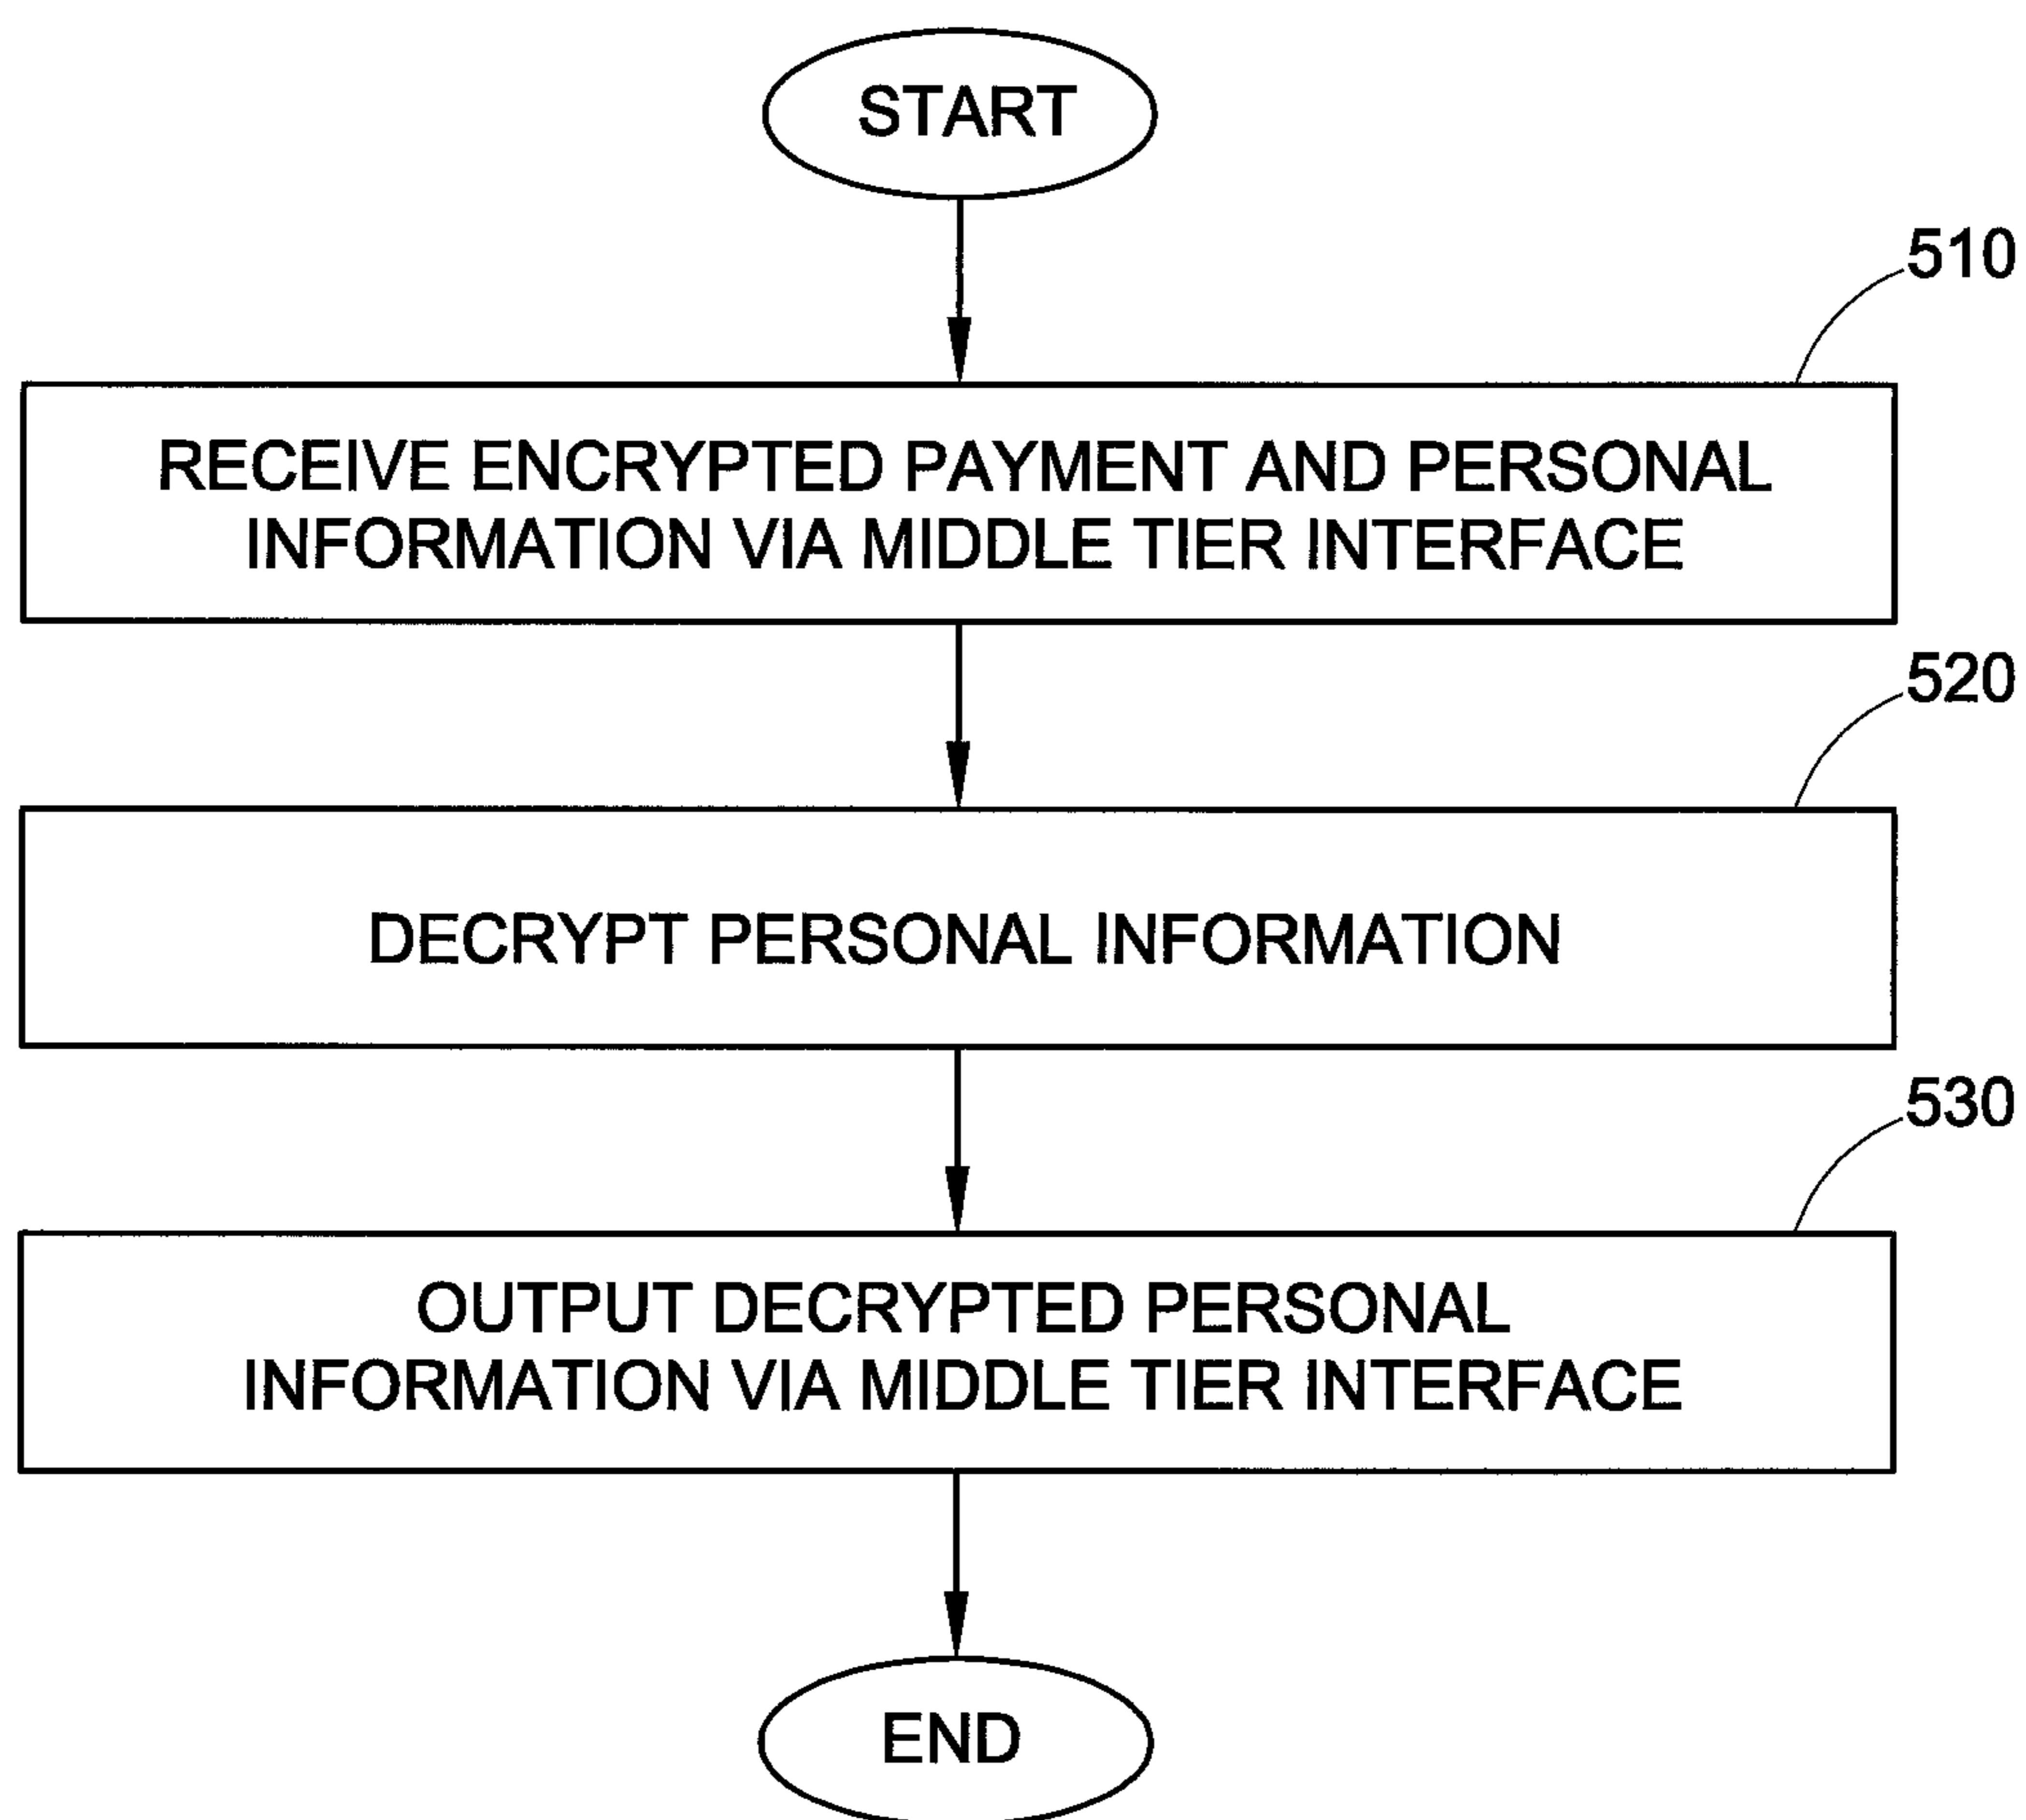 START
510
RECEIVE ENCRYPTED PAYMENT AND PERSONAL
INFORMATION VIA MIDDLE TIER INTERFACE
520
DECRYPT PERSONAL INFORMATION
530
OUTPUT DECRYPTED PERSONAL
INFORMATION VIA MIDDLE TIER INTERFACE
END